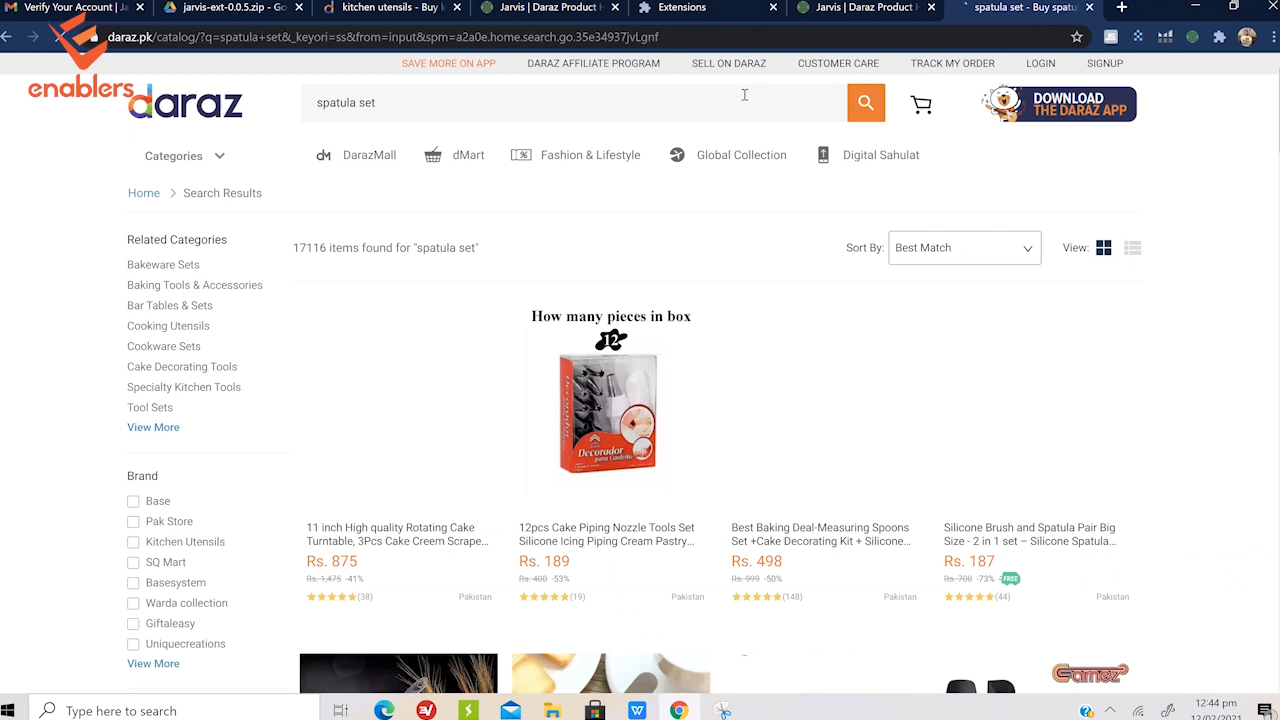 ext-easy-ds-ext-0.5.zip - G
kitchen utensils - Buy k
Jarvis | Daraz Product H
Extensions
Jarvis | Daraz Product H
spatula set - Buy spatul
daraz.pk/catalog/?q=spatula+set&_keyori=ss&from=input&spm=a2a0e.home.search.go.35e34937jvLgnf
SAVE MORE ON APP
DARAZ AFFILIATE PROGRAM
SELL ON DARAZ
CUSTOMER CARE
TRACK MY ORDER
LOGIN
SIGNUP
enablers
daraz
spatula set
DOWNLOAD
THE DARAZ APP
Categories
DarazMall
dMart
Fashion & Lifestyle
Global Collection
Digital Sahulat
Home > Search Results
Related Categories
Bakeware Sets
Baking Tools & Accessories
Bar Tables & Sets
Cooking Utensils
Cookware Sets
Cake Decorating Tools
Specialty Kitchen Tools
Tool Sets
View More
Brand
Base
Pak Store
Kitchen Utensils
SQ Mart
Basesystem
Warda collection
Giftaleasy
Uniquecreations
View More
17116 items found for "spatula set"
Sort By:
Best Match
View:
How many pieces in box
12
Decorador
para Confeito
11 inch High quality Rotating Cake
Turntable, 3Pcs Cake Creem Scrape...
Rs. 875
Rs. 1,475 -41%
(38)
Pakistan
12pcs Cake Piping Nozzle Tools Set
Silicone Icing Piping Cream Pastry...
Rs. 189
Rs. 400 -53%
(19)
Pakistan
Best Baking Deal-Measuring Spoons
Set +Cake Decorating Kit + Silicone...
Rs. 498
Rs. 999 -50%
(148)
Pakistan
Silicone Brush and Spatula Pair Big
Size - 2 in 1 set – Silicone Spatula...
Rs. 187
Rs. 700 -73% FREE
(44)
Pakistan
Gamez
Type here to search
12:44 pm
12/02/2021